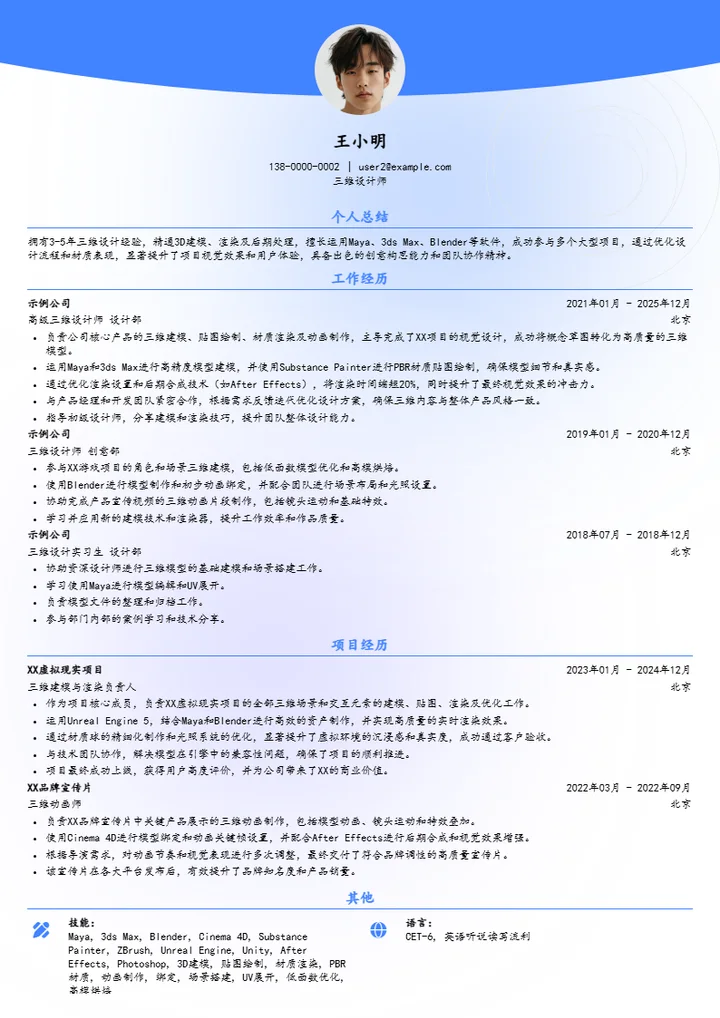 王小明
138-0000-0002 | user2@example.com
三维设计师
个人总结
拥有3-5年三维设计经验，精通3D建模、渲染及后期处理，擅长运用Maya、3ds Max、Blender等软件，成功参与多个大型项目，通过优化设
计流程和材质表现，显著提升了项目视觉效果和用户体验，具备出色的创意构思能力和团队协作精神。
工作经历
示例公司 2021年01月 - 2025年12月
高级三维设计师 设计部 北京
• 负责公司核心产品的三维建模、贴图绘制、材质渲染及动画制作，主导完成了XX项目的视觉设计，成功将概念草图转化为高质量的三维
模型。
• 运用Maya和3ds Max进行高精度模型建模，并使用Substance Painter进行PBR材质贴图绘制，确保模型细节和真实感。
• 通过优化渲染设置和后期合成技术（如After Effects），将渲染时间缩短20%，同时提升了最终视觉效果的冲击力。
• 与产品经理和开发团队紧密合作，根据需求反馈迭代优化设计方案，确保三维内容与整体产品风格一致。
• 指导初级设计师，分享建模和渲染技巧，提升团队整体设计能力。
示例公司 2019年01月 - 2020年12月
三维设计师 创意部 北京
• 参与XX游戏项目的角色和场景三维建模，包括低面数模型优化和高模烘焙。
• 使用Blender进行模型制作和初步动画绑定，并配合团队进行场景布局和光照设置。
• 协助完成产品宣传视频的三维动画片段制作，包括镜头运动和基础特效。
• 学习并应用新的建模技术和渲染器，提升工作效率和作品质量。
示例公司 2018年07月 - 2018年12月
三维设计实习生 设计部 北京
• 协助资深设计师进行三维模型的基础建模和场景搭建工作。
• 学习使用Maya进行模型编辑和UV展开。
• 负责模型文件的整理和归档工作。
• 参与部门内部的案例学习和技术分享。
项目经历
XX虚拟现实项目 2023年01月 - 2024年12月
三维建模与渲染负责人 北京
• 作为项目核心成员，负责XX虚拟现实项目的全部三维场景和交互元素的建模、贴图、渲染及优化工作。
• 运用Unreal Engine 5，结合Maya和Blender进行高效的资产制作，并实现高质量的实时渲染效果。
• 通过材质球的精细化制作和光照系统的优化，显著提升了虚拟环境的沉浸感和真实度，成功通过客户验收。
• 与技术团队协作，解决模型在引擎中的兼容性问题，确保了项目的顺利推进。
• 项目最终成功上线，获得用户高度评价，并为公司带来了XX的商业价值。
XX品牌宣传片 2022年03月 - 2022年09月
三维动画师 北京
• 负责XX品牌宣传片中关键产品展示的三维动画制作，包括模型动画、镜头运动和特效叠加。
• 使用Cinema 4D进行模型绑定和动画关键帧设置，并配合After Effects进行后期合成和视觉效果增强。
• 根据导演需求，对动画节奏和视觉表现进行多次调整，最终交付了符合品牌调性的高质量宣传片。
• 该宣传片在各大平台发布后，有效提升了品牌知名度和产品销量。
其他
技能：
Maya, 3ds Max, Blender, Cinema 4D, Substance
Painter, ZBrush, Unreal Engine, Unity, After
Effects, Photoshop, 3D建模, 贴图绘制, 材质渲染, PBR
材质, 动画制作, 绑定, 场景搭建, UV展开, 低面数优化,
高模烘焙
语言：
CET-6, 英语听说读写流利